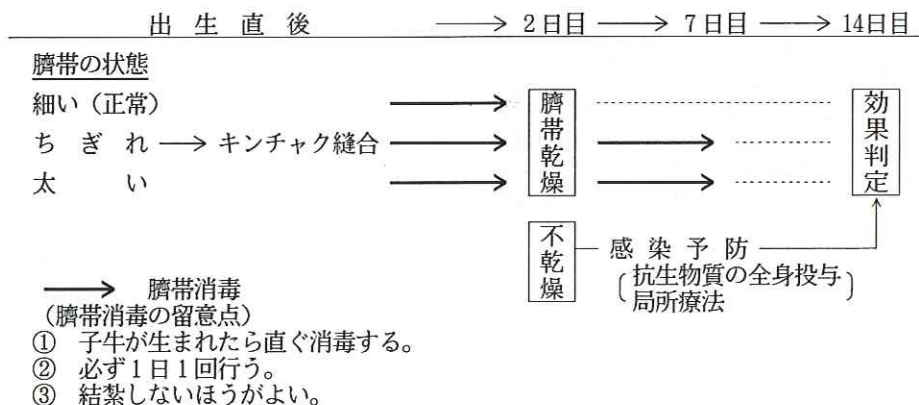 出生直後 → 2日目 → 7日目 → 14日目
臍帯の状態
細い（正常）
ちぎれ → キンチャク縫合
太い
臍帯乾燥
効果判定
不乾燥
感染予防
（抗生物質の全身投与
局所療法）
→ 臍帯消毒
（臍帯消毒の留意点）
① 子牛が生まれたら直ぐ消毒する。
② 必ず1日1回行う。
③ 結紮しないほうがよい。